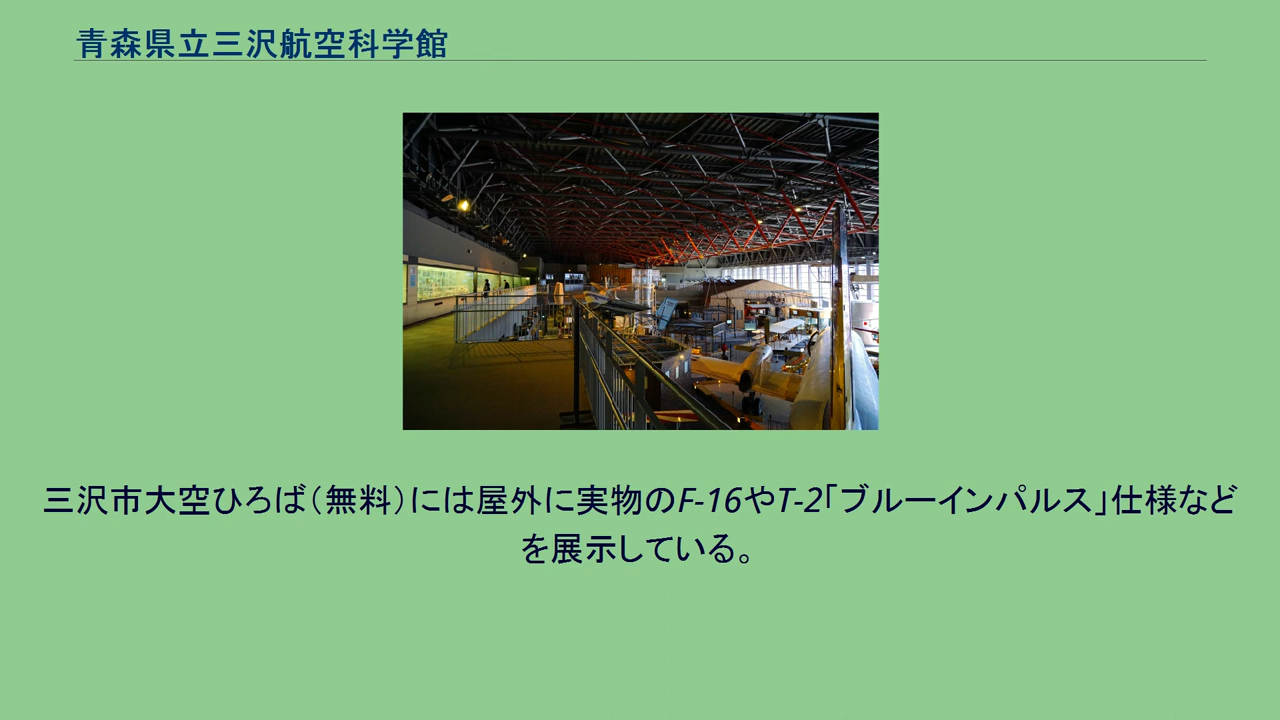 青森県立三沢航空科学館
三沢市大空ひろば（無料）には屋外に実物のF-16やT-2「ブルーインパルス」仕様など
を展示している。